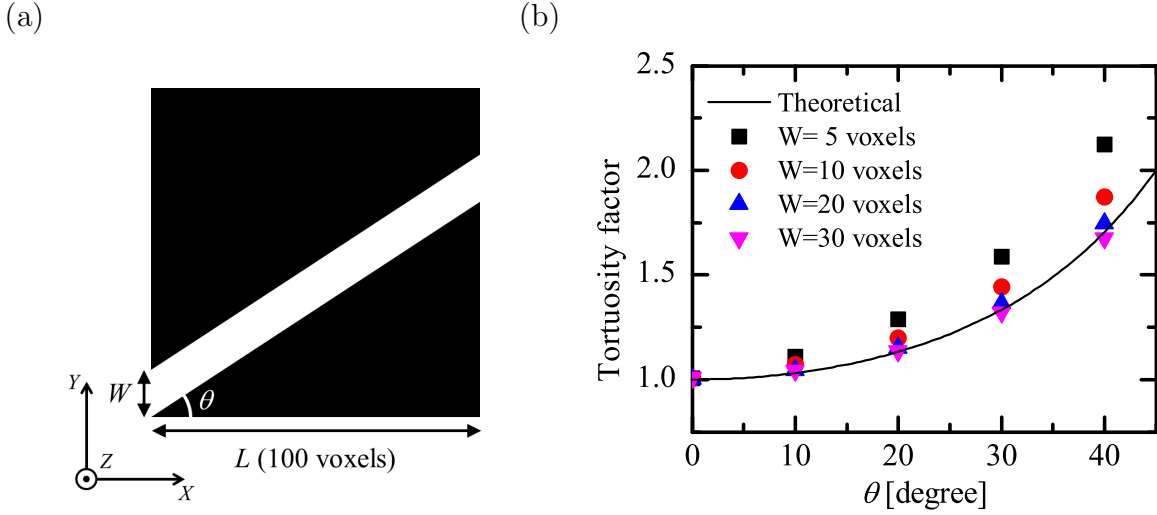 (a)
(b)
W
θ
Y
Z
X
L (100 voxels)
Tortuosity factor
2.5
2.0
1.5
1.0
Theoretical
W= 5 voxels
W=10 voxels
W=20 voxels
W=30 voxels
0 10 20 30 40
θ [degree]